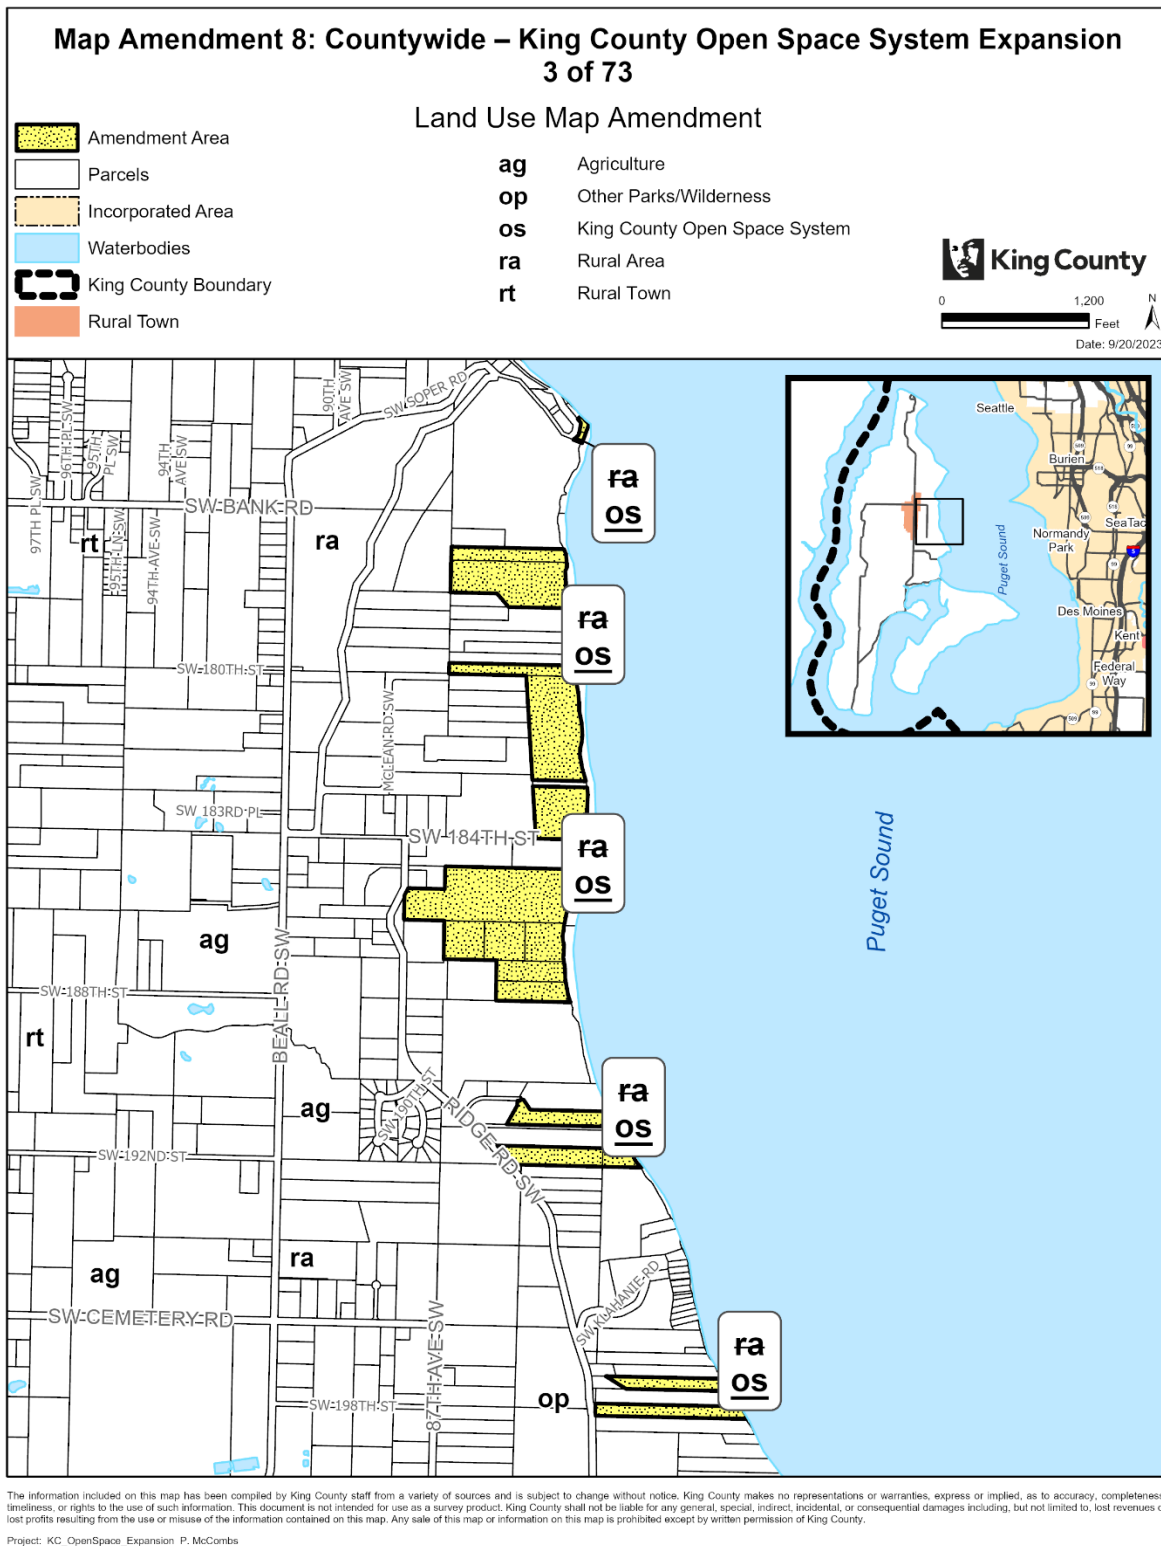 Map Amendment 8: Countywide – King County Open Space System Expansion
3 of 73
Land Use Map Amendment
Amendment Area
Parcels
Incorporated Area
Waterbodies
King County Boundary
Rural Town
ag Agriculture
op Other Parks/Wilderness
os King County Open Space System
ra Rural Area
rt Rural Town
King County
0 1,200
Feet
N
Date: 9/20/2023
SW SOPER RD
90TH
AVE SW
96TH PL SW
95TH
PL SW
94TH
AVE SW
97TH PL SW
SW BANK RD
rt
95TH LN SW
94TH AVE SW
ra
ra
os
ra
os
SW 180TH ST
MCLEAN RD SW
SW 183RD PL
SW 184TH ST
ra
os
ag
BEALL RD SW
SW 188TH ST
rt
ag
SW 190TH ST
RIDGE RD SW
ra
os
SW 192ND ST
ra
ag
SW CEMETERY RD
87TH AVE SW
SW KLAHANIE RD
SW 198TH ST
op
ra
os
Puget Sound
Seattle
Burien
509
99
518
509
518
SeaTac
Normandy
Park
5
99
Puget Sound
Des Moines
Kent
Federal
Way
99
99
509
The information included on this map has been compiled by King County staff from a variety of sources and is subject to change without notice. King County makes no representations or warranties, express or implied, as to accuracy, completeness
timeliness, or rights to the use of such information. This document is not intended for use as a survey product. King County shall not be liable for any general, special, indirect, incidental, or consequential damages including, but not limited to, lost revenues o
lost profits resulting from the use or misuse of the information contained on this map. Any sale of this map or information on this map is prohibited except by written permission of King County.
Project: KC_OpenSpace_Expansion P. McCombs